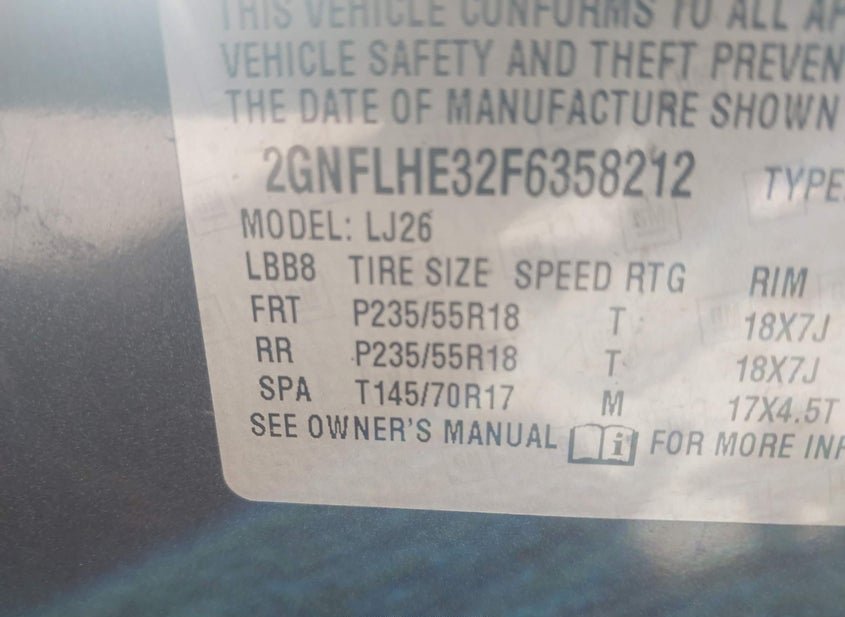 THIS VEHICLE CONFORMS TO ALL AP
VEHICLE SAFETY AND THEFT PREVEN
THE DATE OF MANUFACTURE SHOWN
2GNFLHE32F6358212 TYPE:
MODEL: LJ26
LBB8 TIRE SIZE SPEED RTG RIM
FRT P235/55R18 T 18X7J
RR P235/55R18 T 18X7J
SPA T145/70R17 M 17X4.5T
SEE OWNER'S MANUAL i FOR MORE INF